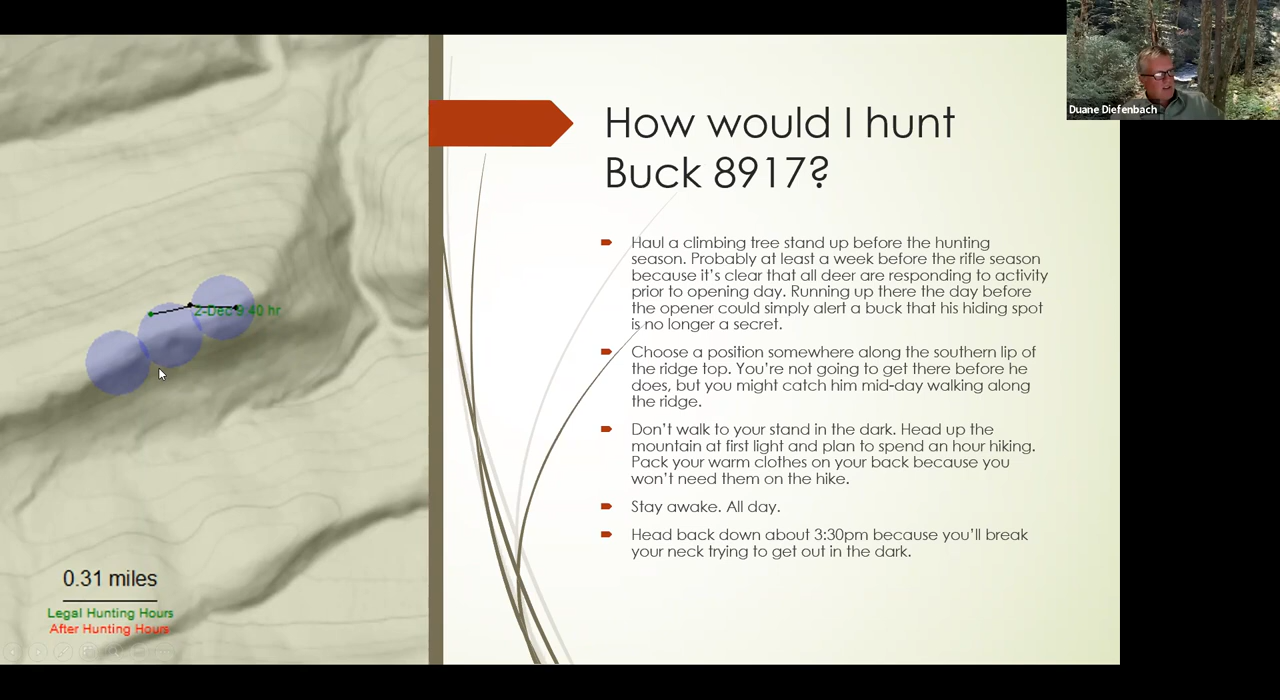 Duane Diefenbach
How would I hunt
Buck 8917?
Haul a climbing tree stand up before the hunting
season. Probably at least a week before the rifle season
because it's clear that all deer are responding to activity
prior to opening day. Running up there the day before
the opener could simply alert a buck that his hiding spot
is no longer a secret.
Choose a position somewhere along the southern lip of
the ridge top. You're not going to get there before he
does, but you might catch him mid-day walking along
the ridge.
Don't walk to your stand in the dark. Head up the
mountain at first light and plan to spend an hour hiking.
Pack your warm clothes on your back because you
won't need them on the hike.
Stay awake. All day.
Head back down about 3:30pm because you'll break
your neck trying to get out in the dark.
2-Dec 9 40 hr
0.31 miles
Legal Hunting Hours
After Hunting Hours